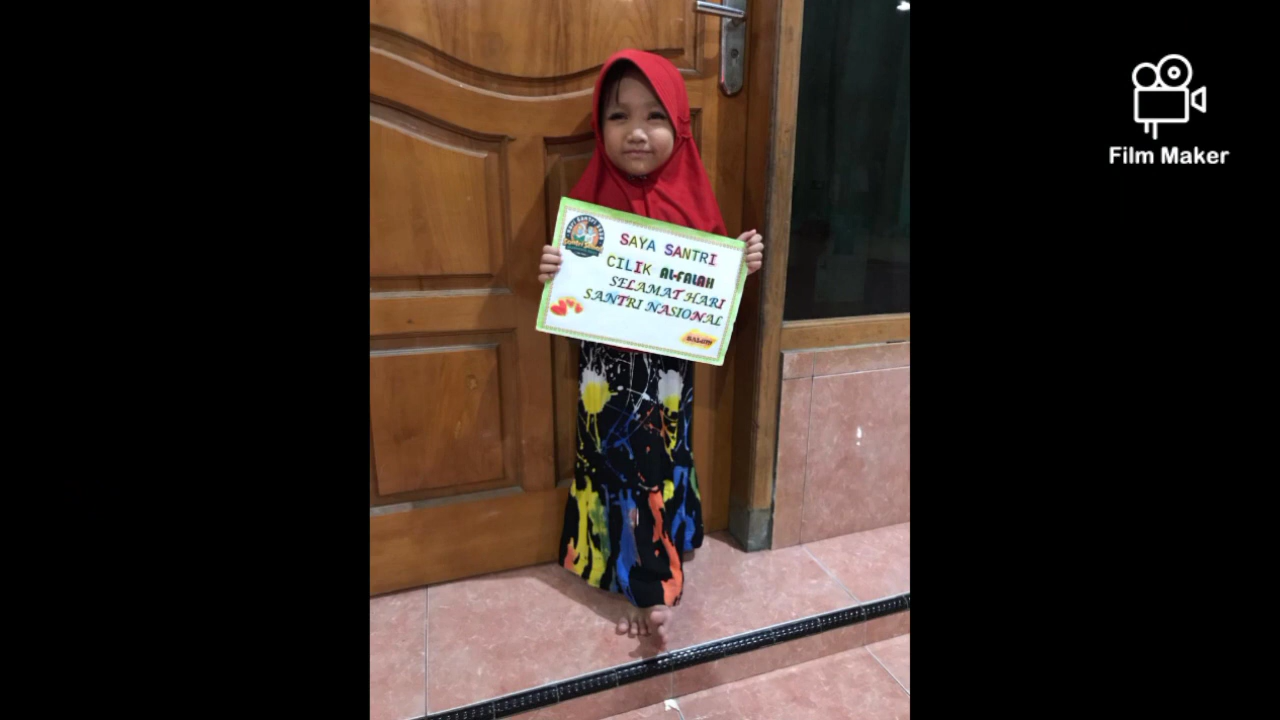 SAYA SANTRI
CILIK AL-FALAH
SELAMAT HARI
SANTRI NASIONAL
Film Maker